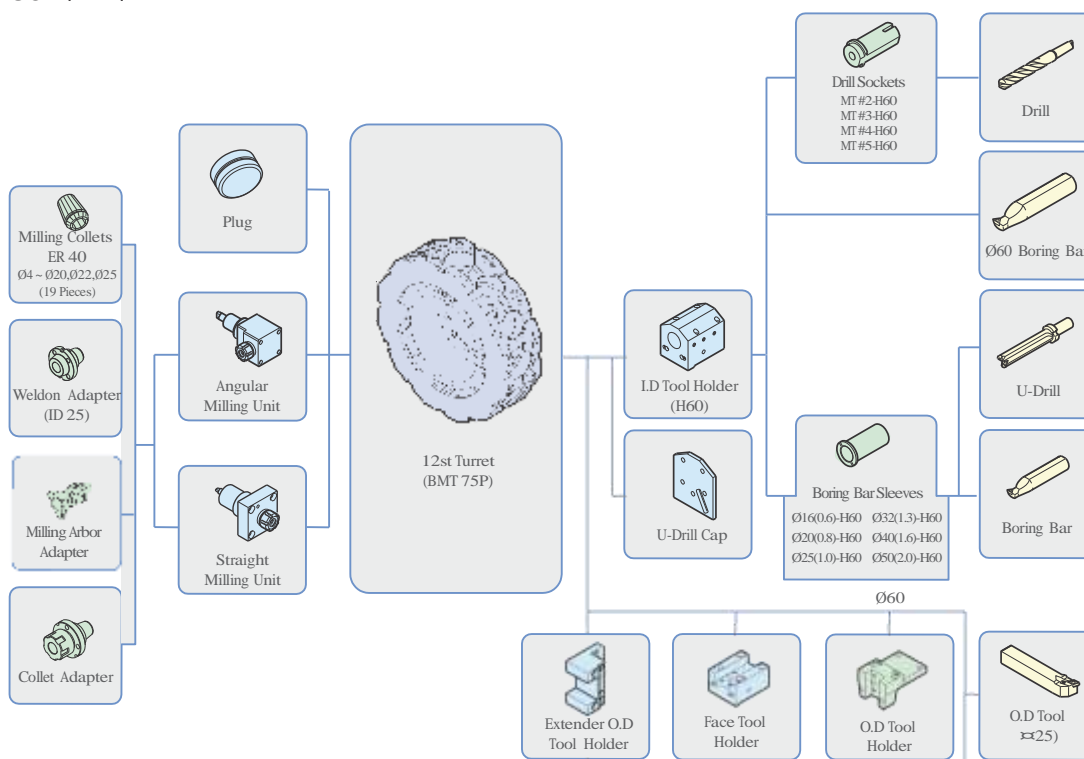 Drill Sockets
MT #2-H60
MT #3-H60
MT #4-H60
MT #5-H60
Drill
Plug
Milling Collets
ER 40
Ø4 ~ Ø20,Ø22,Ø25
(19 Pieces)
Ø60 Boring Bar
Weldon Adapter
(ID 25)
Angular
Milling Unit
12st Turret
(BMT 75P)
I.D Tool Holder
(H60)
U-Drill
Milling Arbor
Adapter
Straight
Milling Unit
U-Drill Cap
Boring Bar Sleeves
Ø16(0.6)-H60 Ø32(1.3)-H60
Ø20(0.8)-H60 Ø40(1.6)-H60
Ø25(1.0)-H60 Ø50(2.0)-H60
Boring Bar
Ø60
Collet Adapter
Extender O.D
Tool Holder
Face Tool
Holder
O.D Tool
Holder
O.D Tool
¤25)